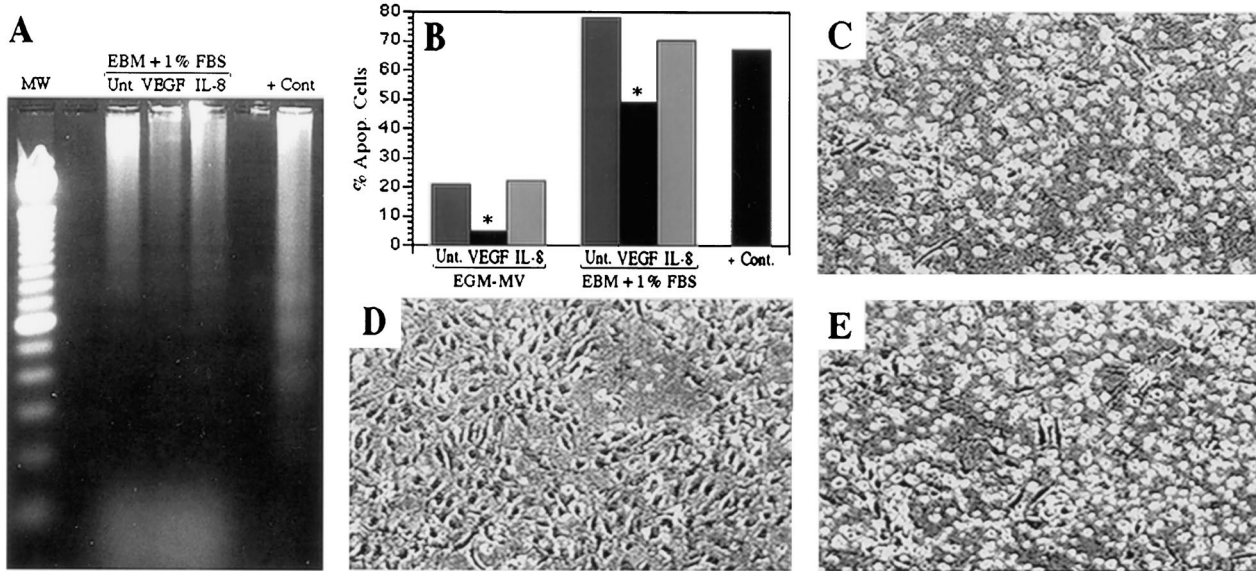 A
EBM + 1% FBS
MW Unt VEGF IL-8 + Cont
B
% Apop. Cells
80
70
60
50
40
30
20
10
0
*
*
Unt. VEGF IL-8 Unt. VEGF IL-8 + Cont.
EGM-MV EBM + 1% FBS
C
D
E